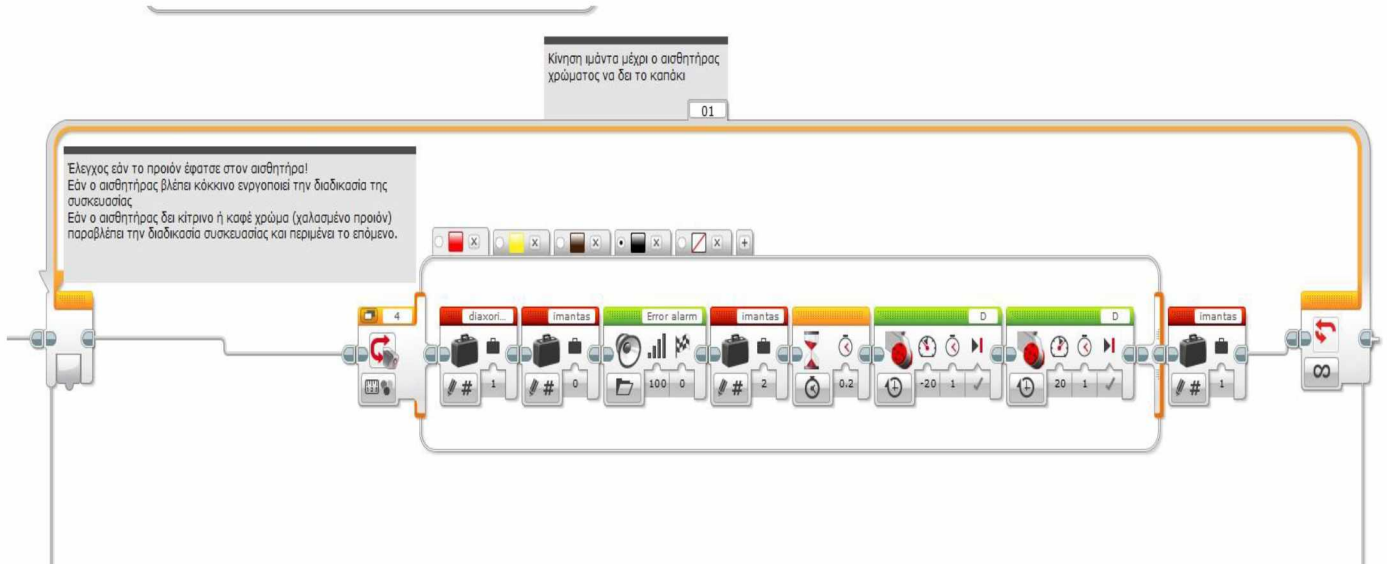 Κίνηση ιμάντα μέχρι ο αισθητήρας
χρώματος να δει το καπάκι
01
Έλεγχος εάν το προιόν έφατσε στον αισθητήρα!
Εάν ο αισθητήρας βλέπει κόκκινο ενργοποιεί την διαδικασία της
συσκευασίας
Εάν ο αισθητήρας δει κίτρινο ή καφέ χρώμα (χαλασμένο προιόν)
παραβλέπει την διαδικασία συσκευασίας και περιμένει το επόμενο.
4 diaxori... imantas Error alarm imantas D D imantas
# 1 # 0 100 0 # 2 0.2 -20 1 20 1 # 1 ∞